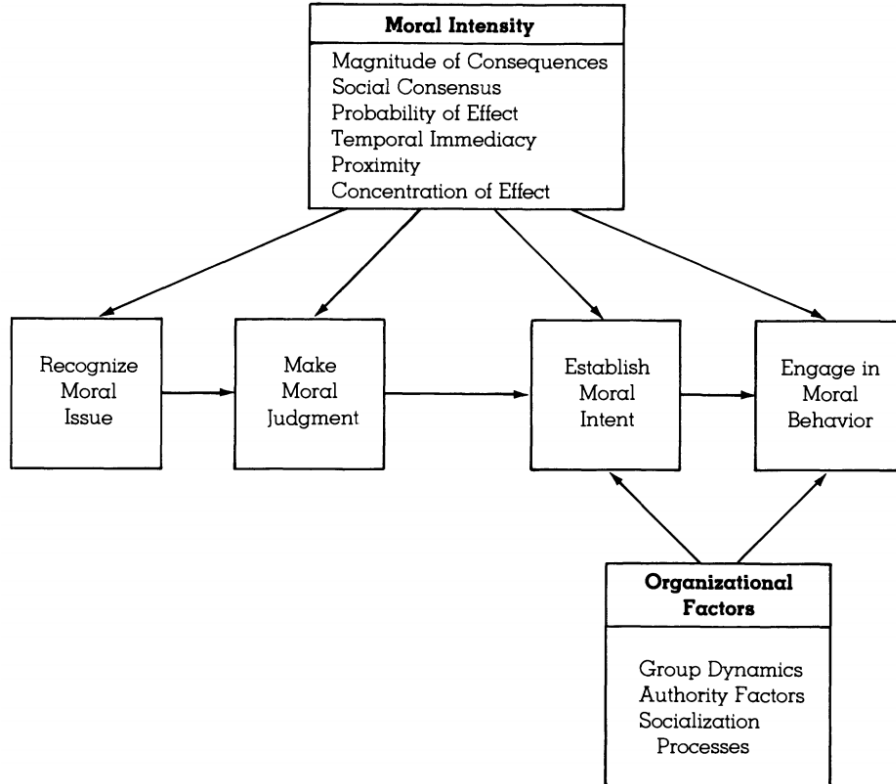 Moral Intensity
Magnitude of Consequences
Social Consensus
Probability of Effect
Temporal Immediacy
Proximity
Concentration of Effect
Recognize
Moral
Issue
Make
Moral
Judgment
Establish
Moral
Intent
Engage in
Moral
Behavior
Organizational
Factors
Group Dynamics
Authority Factors
Socialization
Processes